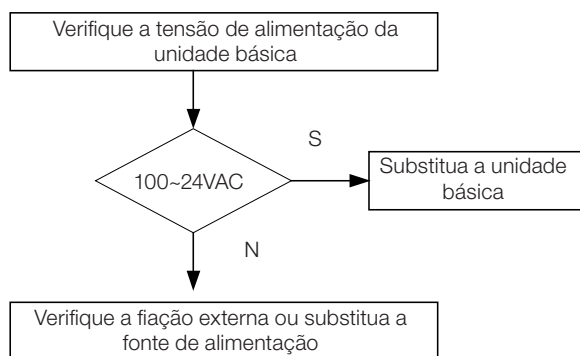 Verifique a tensão de alimentação da
unidade básica
S
100~24VAC
Substitua a unidade
básica
N
Verifique a fiação externa ou substitua a
fonte de alimentação